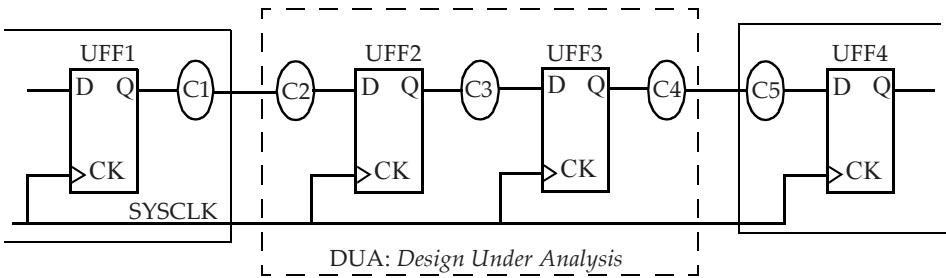 UFF1
UFF2
UFF3
UFF4
D Q
C1
C2
D Q
C3
D Q
C4
C5
D Q
CK
CK
CK
CK
SYSCLK
DUA: Design Under Analysis